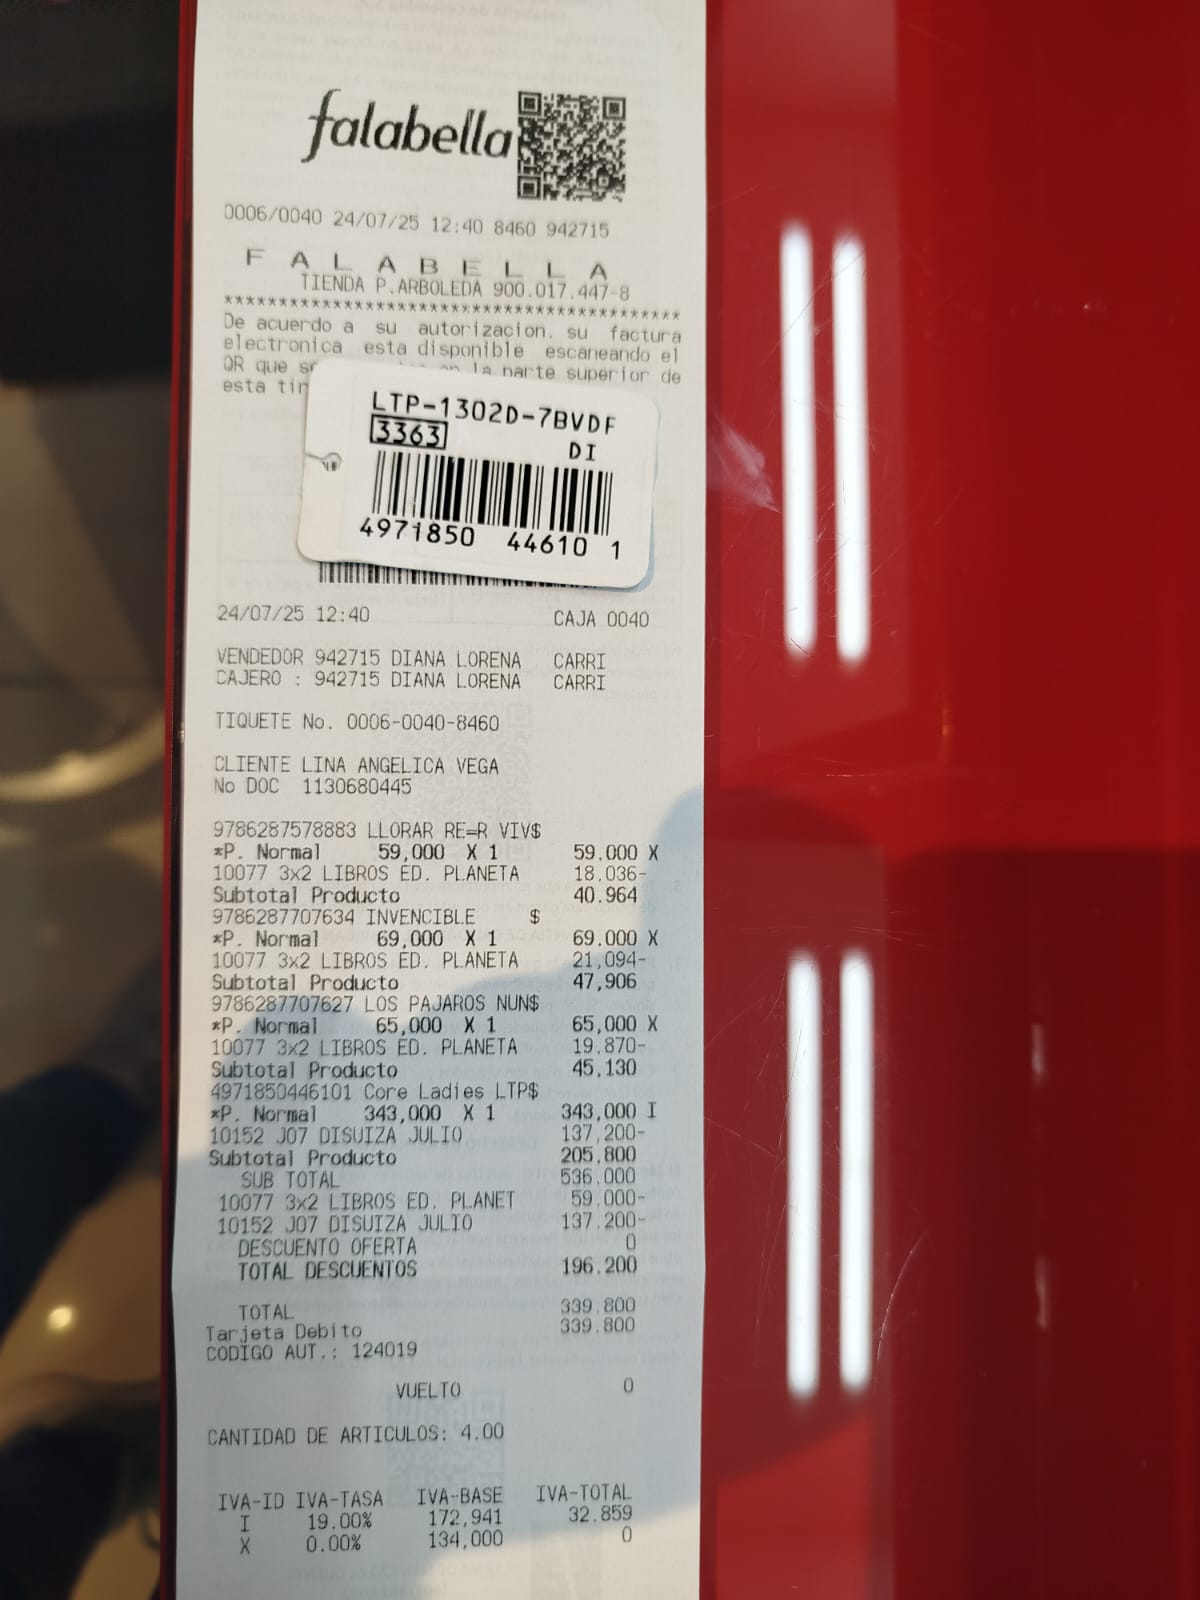 falabella
0006/0040 24/07/25 12:40 8460 942715
F A L A B E L L A
TIENDA P.ARBOLEDA 900.017.447-8
******************************************
De acuerdo a su autorizacion. su factura
electronica esta disponible escaneando el
QR que en la parte superior de
esta
LTP-1302D-7BVDF
3363
DI
4971850 44610 1
24/07/25 12:40 CAJA 0040
VENDEDOR 942715 DIANA LORENA CARRI
CAJERO : 942715 DIANA LORENA CARRI
TIQUETE No. 0006-0040-8460
CLIENTE LINA ANGELICA VEGA
No DOC 1130680445
9786287578883 LLORAR RE=R VIV$
*P. Normal 59,000 X 1 59.000 X
10077 3x2 LIBROS ED. PLANETA 18.036-
Subtotal Producto 40.964
9786287707634 INVENCIBLE $
*P. Normal 69,000 X 1 69.000 X
10077 3x2 LIBROS ED. PLANETA 21,094-
Subtotal Producto 47,906
9786287707627 LOS PAJAROS NUN$
*P. Normal 65,000 X 1 65,000 X
10077 3x2 LIBROS ED. PLANETA 19.870-
Subtotal Producto 45,130
4971850446101 Core Ladies LTP$
*P. Normal 343,000 X 1 343,000 I
10152 J07 DISUIZA JULIO 137,200-
Subtotal Producto 205,800
SUB TOTAL 536.000
10077 3x2 LIBROS ED. PLANET 59.000-
10152 J07 DISUIZA JULIO 137.200-
DESCUENTO OFERTA 0
TOTAL DESCUENTOS 196.200
TOTAL 339.800
Tarjeta Debito 339.800
CODIGO AUT.: 124019
VUELTO 0
CANTIDAD DE ARTICULOS: 4.00
IVA-ID IVA-TASA IVA-BASE IVA-TOTAL
I 19.00% 172,941 32.859
X 0.00% 134,000 0